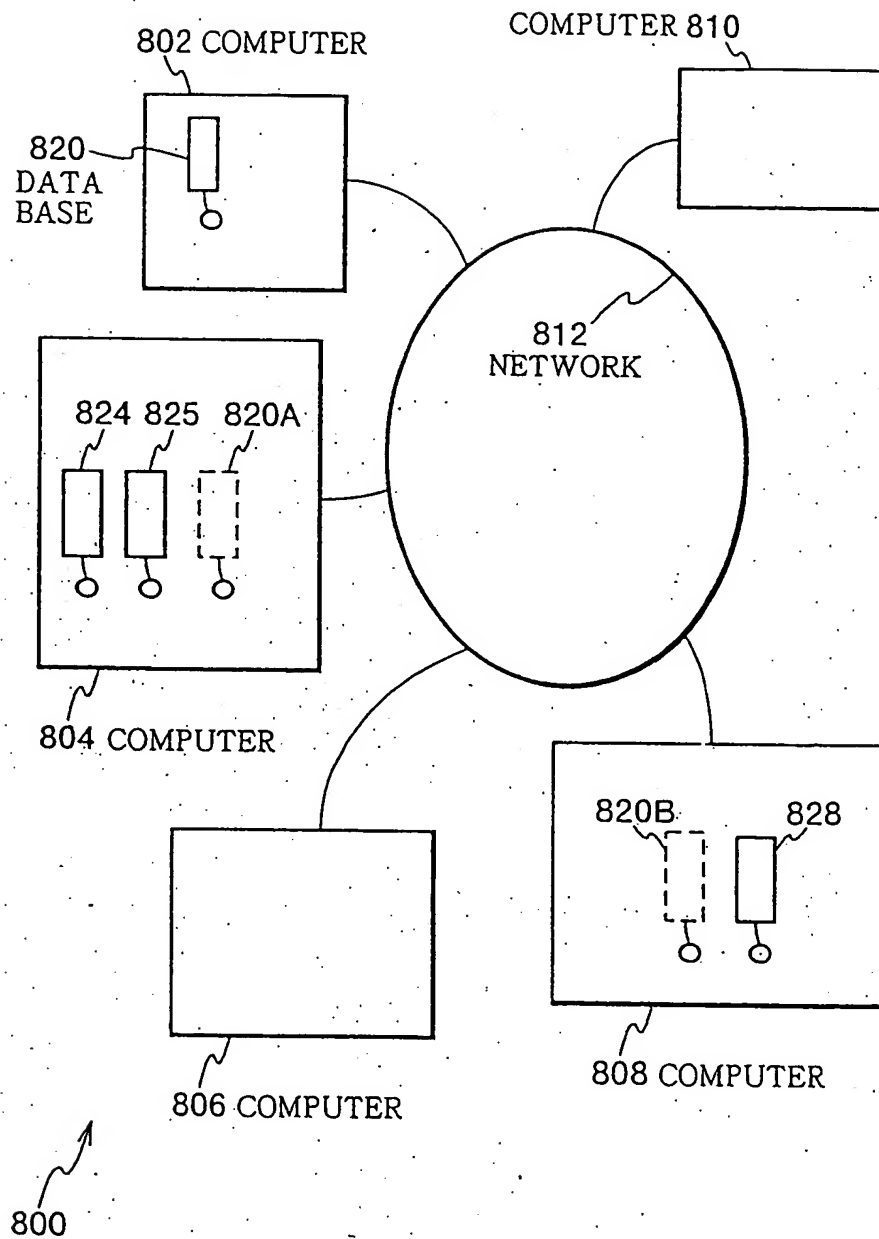 802 COMPUTER
COMPUTER 810
820
DATA
BASE
812
NETWORK
824 825 820A
804 COMPUTER
820B 828
808 COMPUTER
806 COMPUTER
800